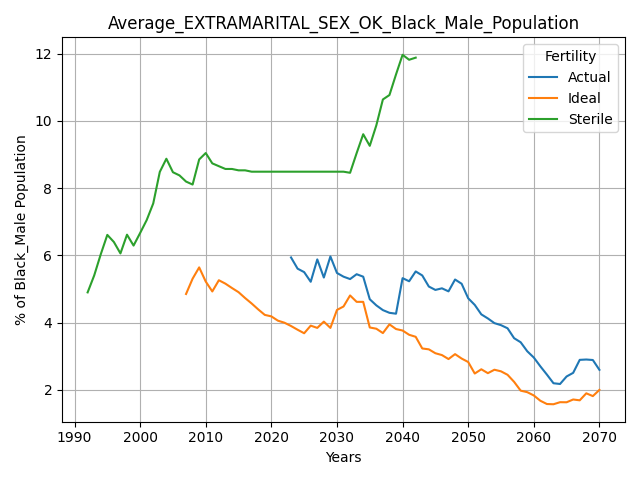 Average_EXTRAMARITAL_SEX_OK_Black_Male_Population
Fertility
Actual
Ideal
Sterile
% of Black_Male Population
12
10
8
6
4
2
1990 2000 2010 2020 2030 2040 2050 2060 2070
Years